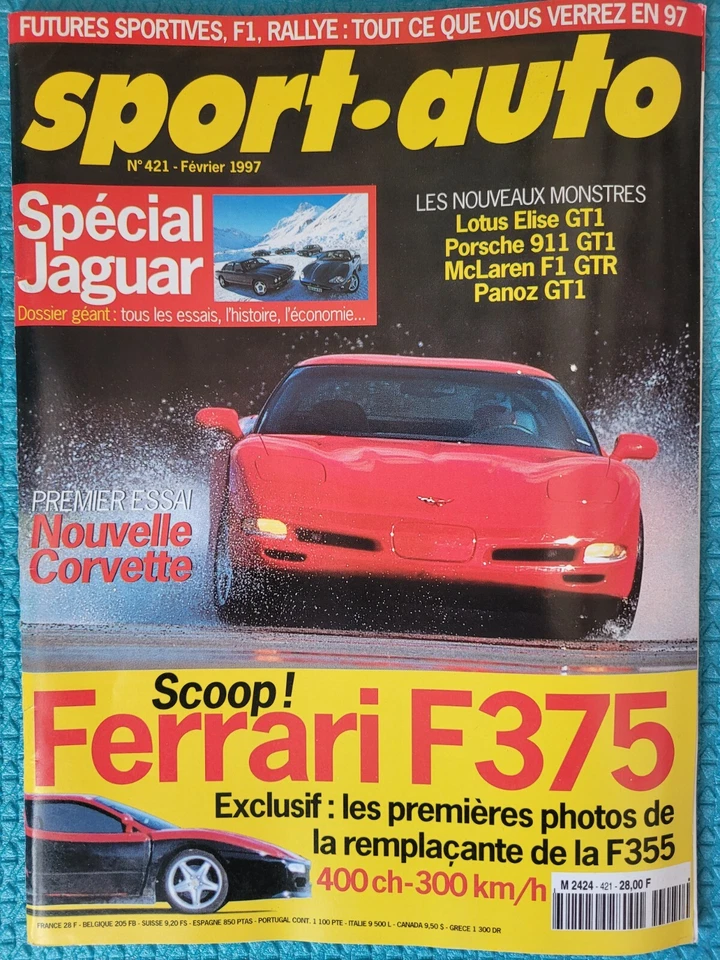 FUTURES SPORTIVES, F1, RALLYE : TOUT CE QUE VOUS VERREZ EN 97
sport-auto
N° 421 - Février 1997
Spécial
Jaguar
Dossier géant : tous les essais, l'histoire, l'économie...
LES NOUVEAUX MONSTRES
Lotus Elise GT1
Porsche 911 GT1
McLaren F1 GTR
Panoz GT1
PREMIER ESSAI
Nouvelle
Corvette
Scoop !
Ferrari F375
Exclusif : les premières photos de
la remplaçante de la F355
400 ch - 300 km/h
M 2424 - 421 - 28,00 F
FRANCE 28 F - BELGIQUE 205 FB - SUISSE 9,20 FS - ESPAGNE 850 PTAS - PORTUGAL CONT. 1 100 PTE - ITALIE 9 500 L - CANADA 9,50 $ - GRECE 1 300 DR